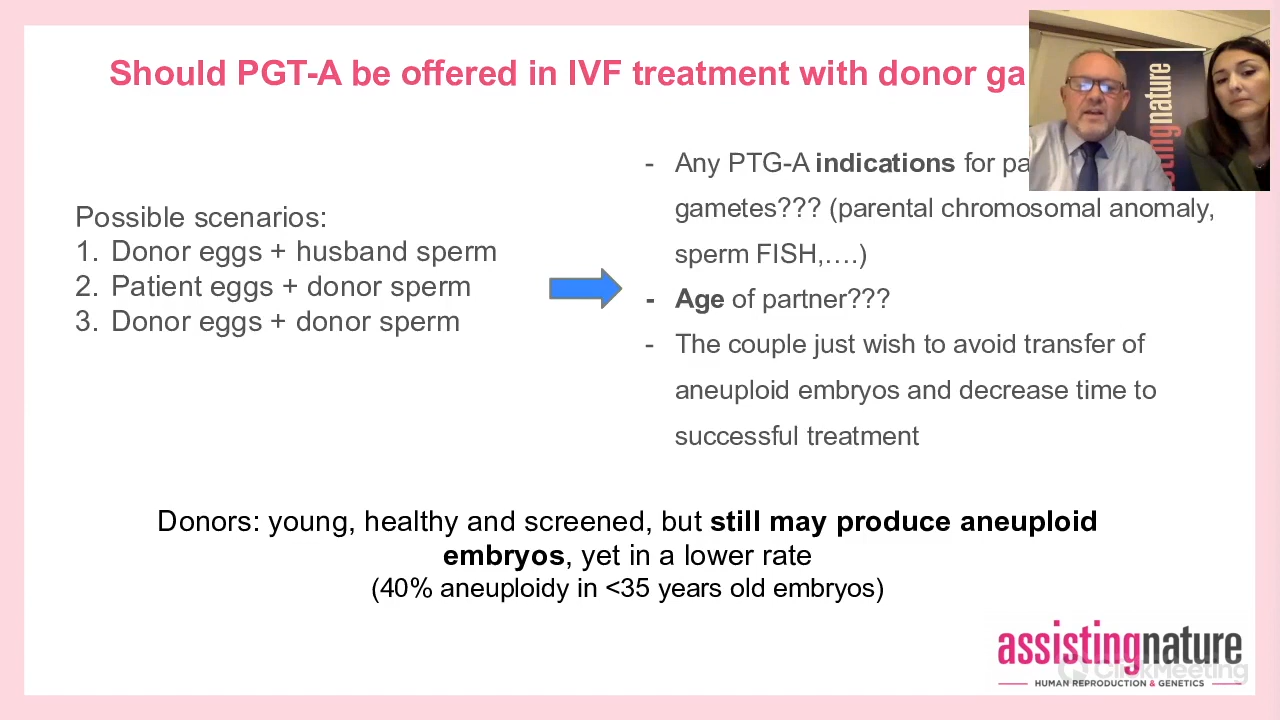 Should PGT-A be offered in IVF treatment with donor
Possible scenarios:
1. Donor eggs + husband sperm
2. Patient eggs + donor sperm
3. Donor eggs + donor sperm
- Any PTG-A indications for
gametes??? (parental chromosomal anomaly,
sperm FISH,....)
- Age of partner???
- The couple just wish to avoid transfer of
aneuploid embryos and decrease time to
successful treatment
Donors: young, healthy and screened, but still may produce aneuploid
embryos, yet in a lower rate
(40% aneuploidy in <35 years old embryos)
nature
assistingnature
HUMAN REPRODUCTION & GENETICS
ClickMeeting